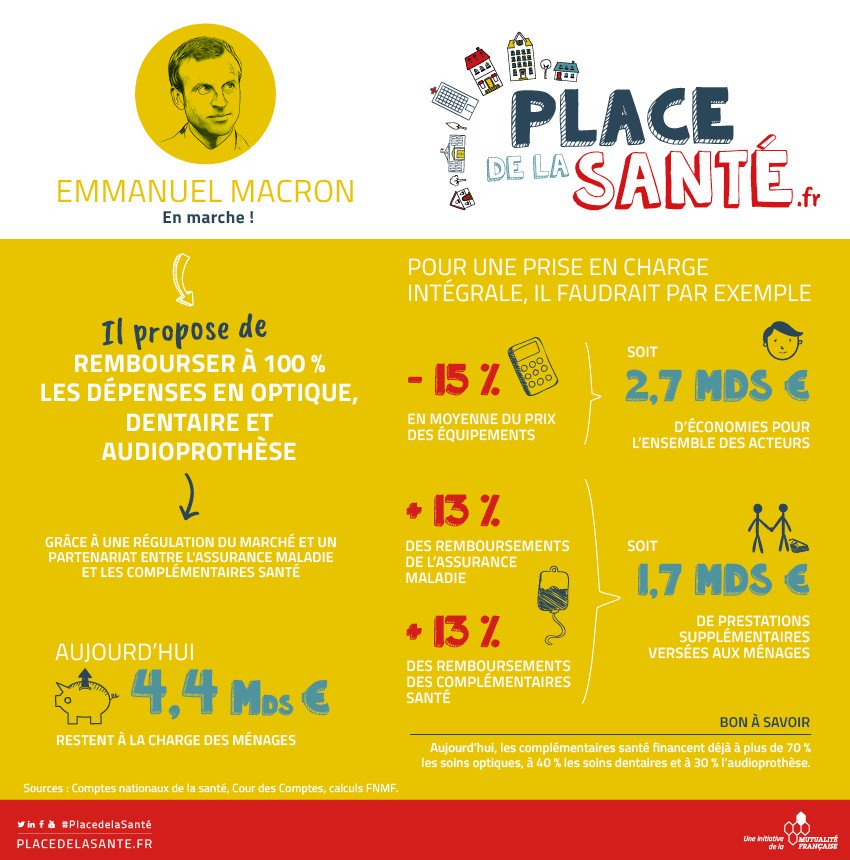 EMMANUEL MACRON
En marche !
PLACE
DE LA
SANTÉ.fr
Il propose de
REMBOURSER À 100 %
LES DÉPENSES EN OPTIQUE,
DENTAIRE ET
AUDIOPROTHÈSE
GRÂCE À UNE RÉGULATION DU MARCHÉ ET UN
PARTENARIAT ENTRE L'ASSURANCE MALADIE
ET LES COMPLÉMENTAIRES SANTÉ
AUJOURD'HUI
4,4 MDS €
RESTENT À LA CHARGE DES MÉNAGES
POUR UNE PRISE EN CHARGE
INTÉGRALE, IL FAUDRAIT PAR EXEMPLE
- 15 %
EN MOYENNE DU PRIX
DES ÉQUIPEMENTS
SOIT
2,7 MDS €
D'ÉCONOMIES POUR
L'ENSEMBLE DES ACTEURS
+ 13 %
DES REMBOURSEMENTS
DE L'ASSURANCE
MALADIE
+ 13 %
DES REMBOURSEMENTS
DES COMPLÉMENTAIRES
SANTÉ
SOIT
1,7 MDS €
DE PRESTATIONS
SUPPLÉMENTAIRES
VERSÉES AUX MÉNAGES
BON À SAVOIR
Aujourd'hui, les complémentaires santé financent déjà à plus de 70 %
les soins optiques, à 40 % les soins dentaires et à 30 % l'audioprothèse.
Sources : Comptes nationaux de la santé, Cour des Comptes, calculs FNMF.
#PlacedelaSanté
PLACEDELASANTE.FR
Une initiative
de la
MUTUALITÉ
FRANÇAISE